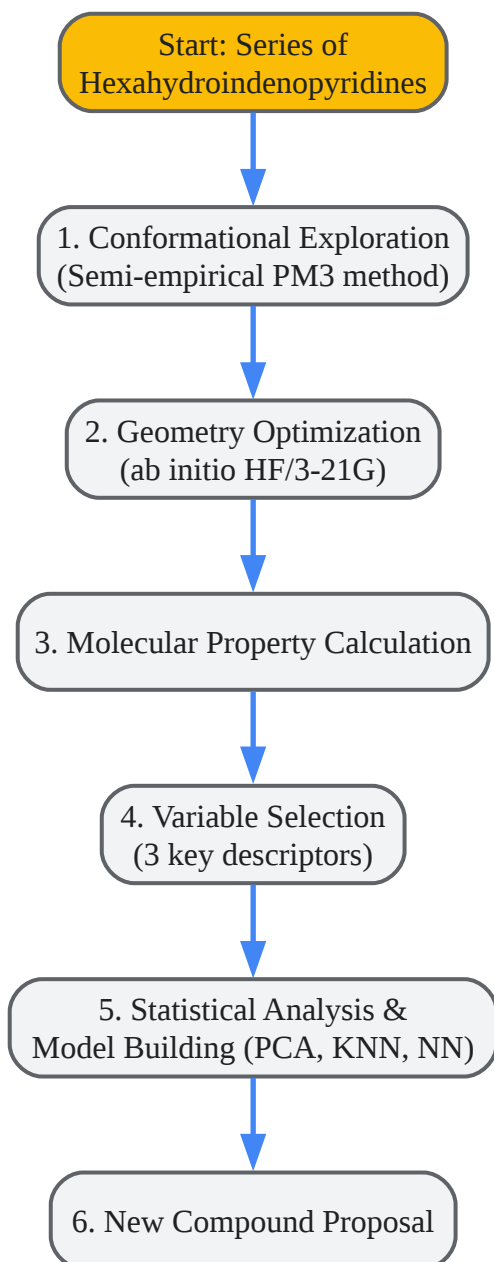 Start: Series of
Hexahydroindenopyridines
1. Conformational Exploration
(Semi-empirical PM3 method)
2. Geometry Optimization
(ab initio HF/3-21G)
3. Molecular Property Calculation
4. Variable Selection
(3 key descriptors)
5. Statistical Analysis &
Model Building (PCA, KNN, NN)
6. New Compound Proposal